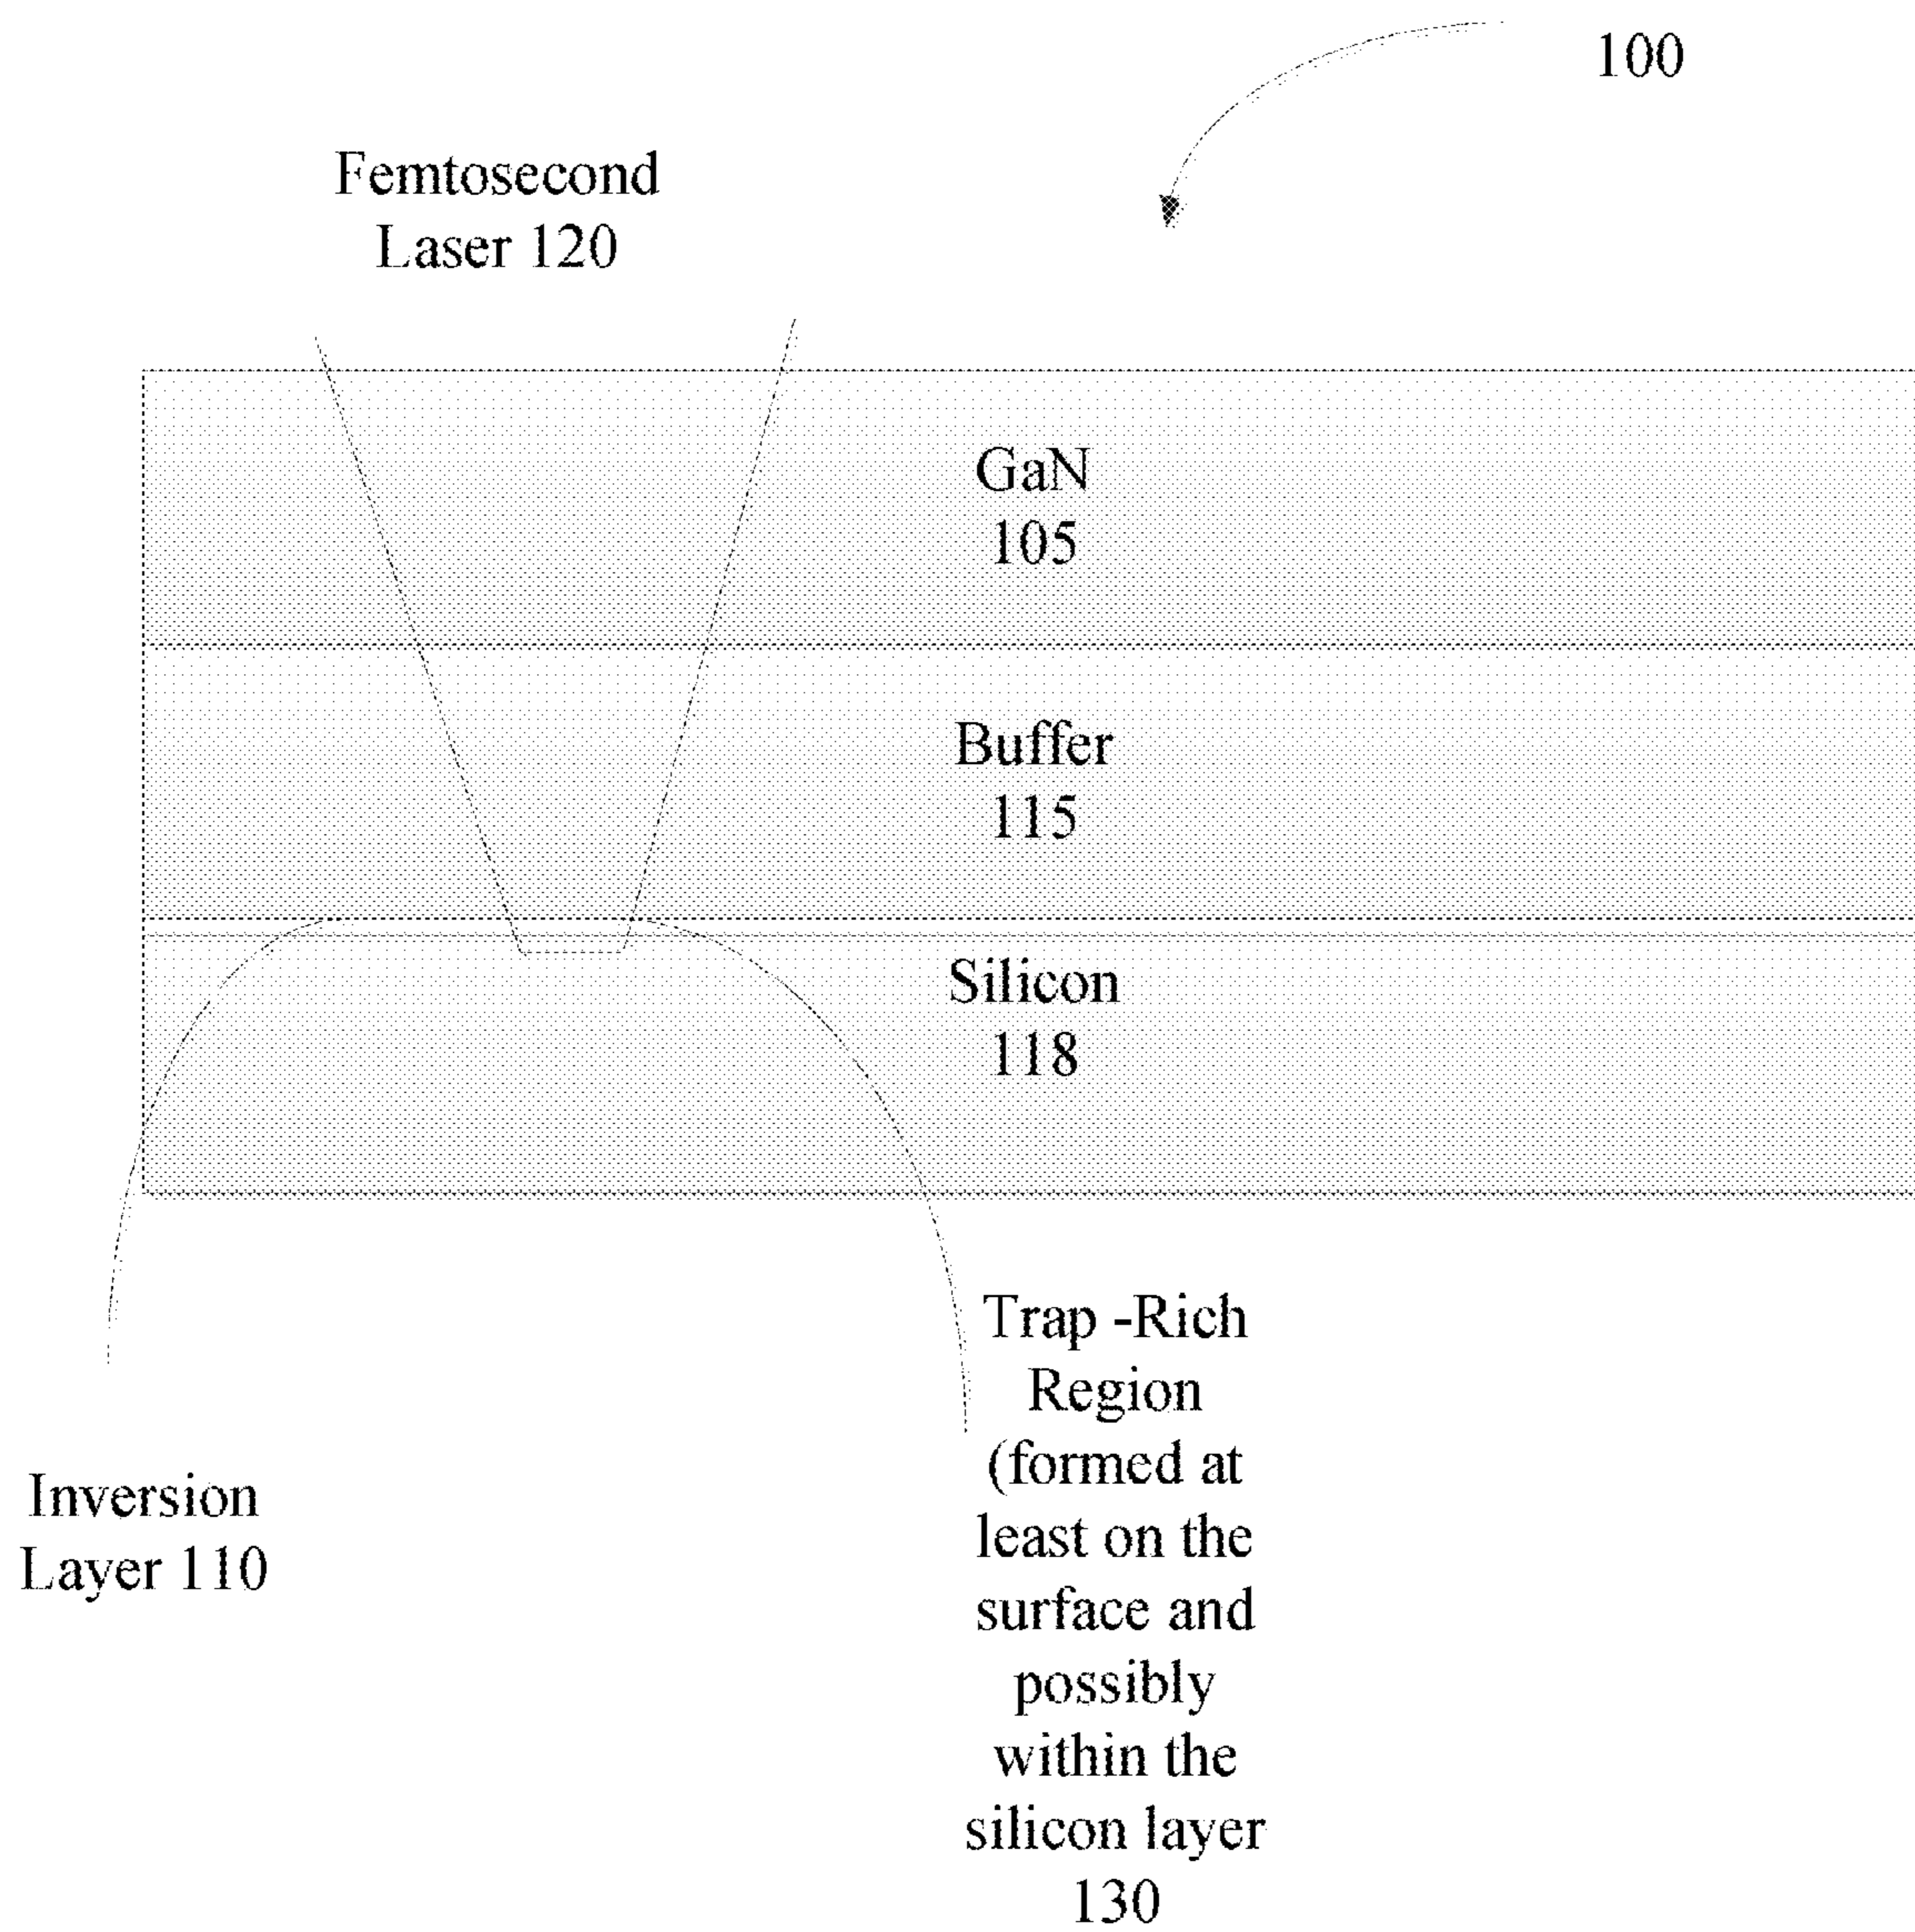 100
Femtosecond
Laser 120
GaN
105
Buffer
115
Silicon
118
Trap -Rich
Region
(formed at
least on the
surface and
possibly
within the
silicon layer
130
Inversion
Layer 110